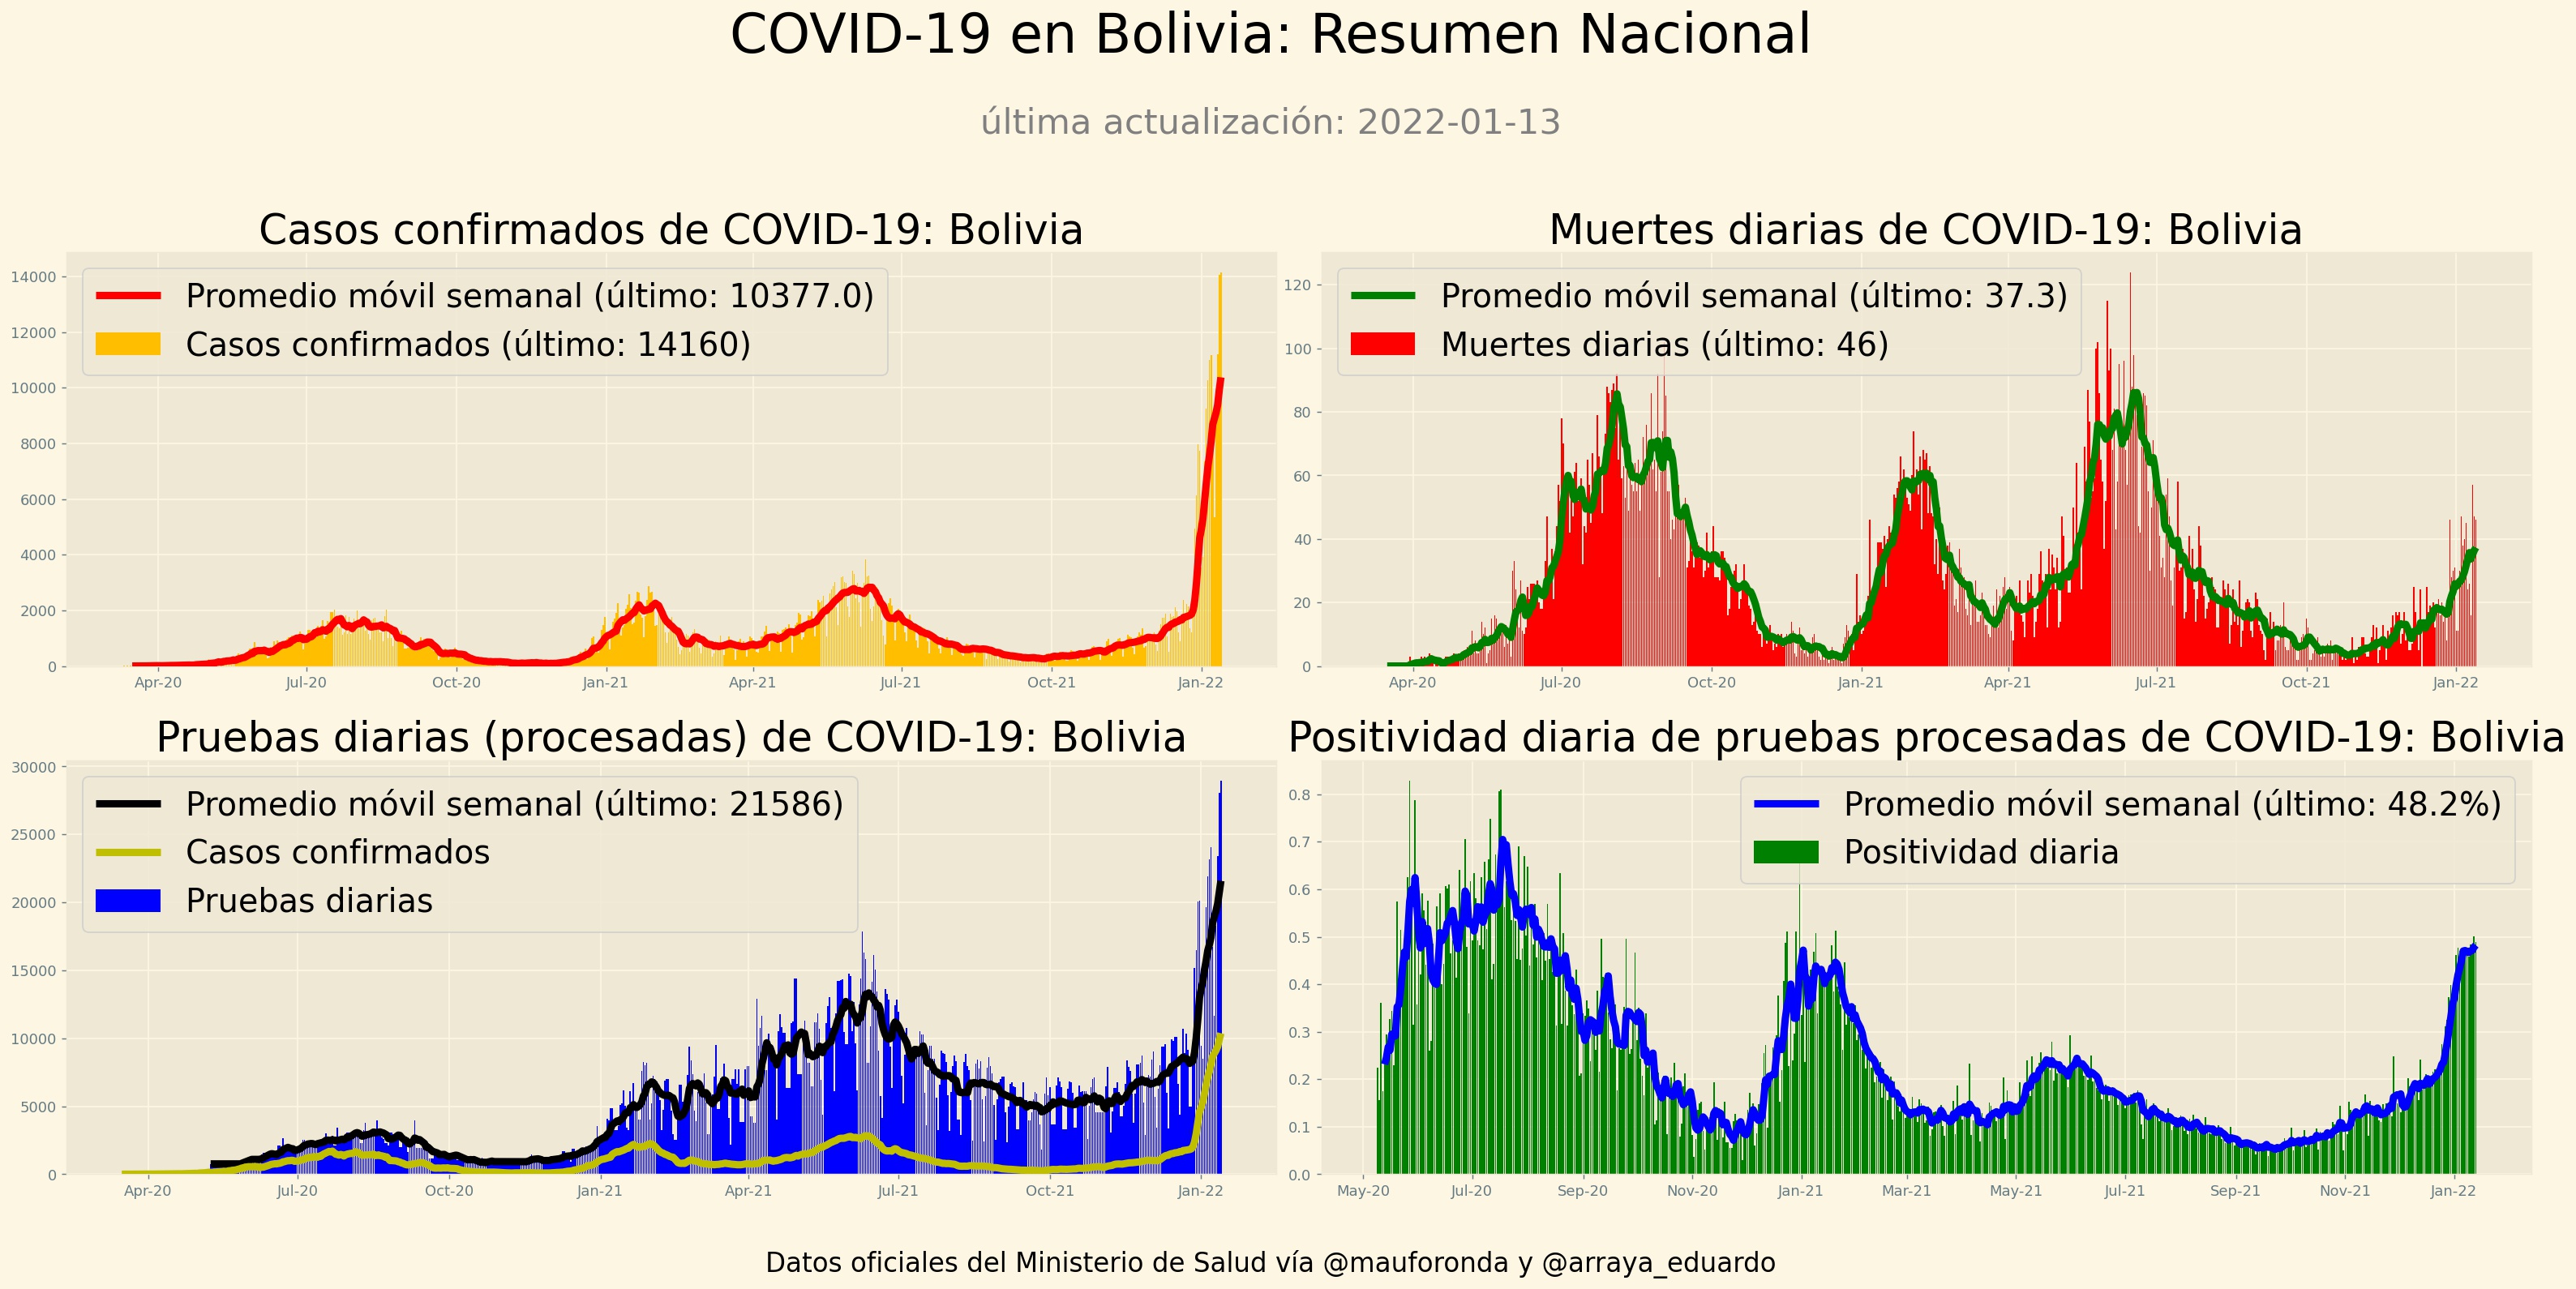 COVID-19 en Bolivia: Resumen Nacional
última actualización: 2022-01-13
Casos confirmados de COVID-19: Bolivia
Promedio móvil semanal (último: 10377.0)
Casos confirmados (último: 14160)
14000
12000
10000
8000
6000
4000
2000
0
Apr-20 Jul-20 Oct-20 Jan-21 Apr-21 Jul-21 Oct-21 Jan-22
Muertes diarias de COVID-19: Bolivia
Promedio móvil semanal (último: 37.3)
Muertes diarias (último: 46)
120
100
80
60
40
20
0
Apr-20 Jul-20 Oct-20 Jan-21 Apr-21 Jul-21 Oct-21 Jan-22
Pruebas diarias (procesadas) de COVID-19: Bolivia
Promedio móvil semanal (último: 21586)
Casos confirmados
Pruebas diarias
30000
25000
20000
15000
10000
5000
0
Apr-20 Jul-20 Oct-20 Jan-21 Apr-21 Jul-21 Oct-21 Jan-22
Positividad diaria de pruebas procesadas de COVID-19: Bolivia
Promedio móvil semanal (último: 48.2%)
Positividad diaria
0.8
0.7
0.6
0.5
0.4
0.3
0.2
0.1
0.0
May-20 Jul-20 Sep-20 Nov-20 Jan-21 Mar-21 May-21 Jul-21 Sep-21 Nov-21 Jan-22
Datos oficiales del Ministerio de Salud vía @mauforonda y @arraya_eduardo